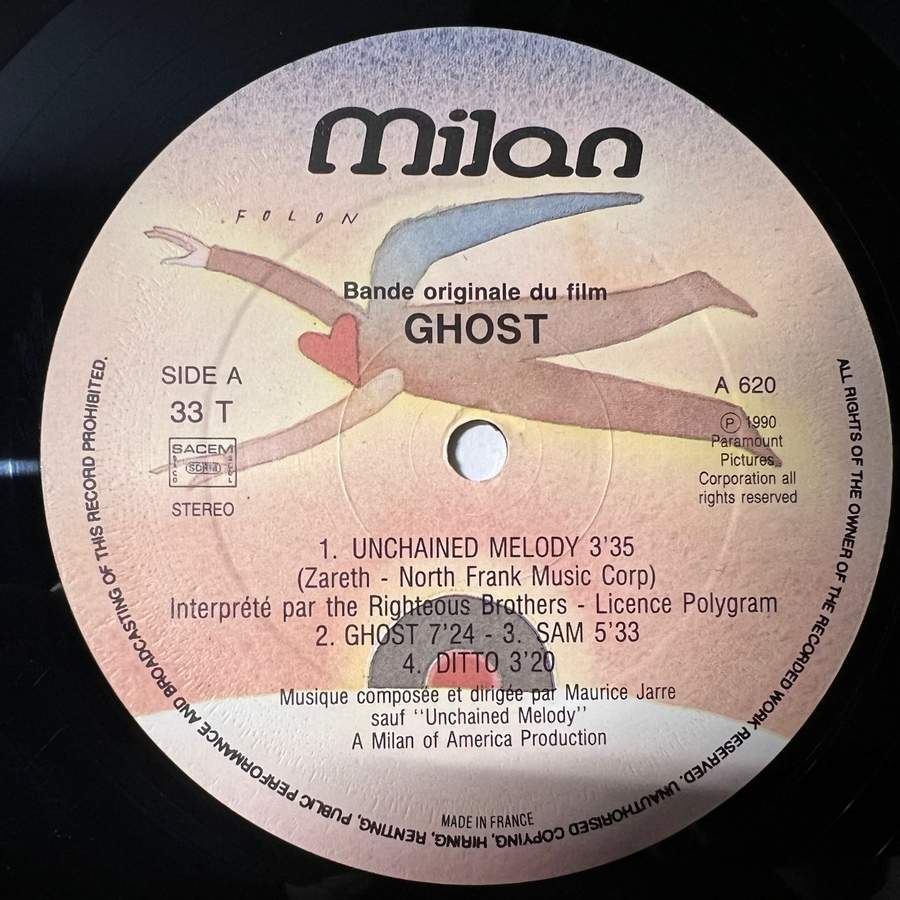 milan
FOLON
Bande originale du film
GHOST
SIDE A
33 T
SACEM
SDRM
STEREO
A 620
℗ 1990
Paramount
Pictures
Corporation all
rights reserved
1. UNCHAINED MELODY 3'35
(Zareth - North Frank Music Corp)
Interprété par the Righteous Brothers - Licence Polygram
2. GHOST 7'24 - 3. SAM 5'33
4. DITTO 3'20
Musique composée et dirigée par Maurice Jarre
sauf "Unchained Melody"
A Milan of America Production
MADE IN FRANCE
ALL RIGHTS OF THE OWNER OF THE RECORDED WORK RESERVED. UNAUTHORISED COPYING, HIRING, RENTING, PUBLIC PERFORMANCE AND BROADCASTING OF THIS RECORD PROHIBITED.